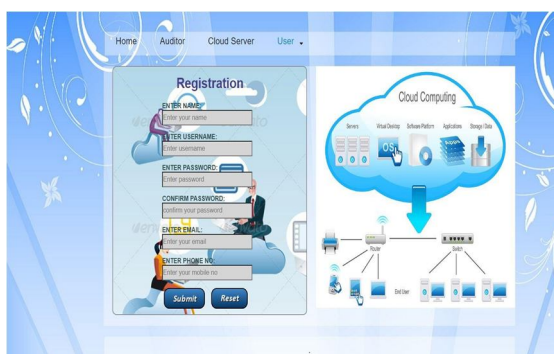 Home Auditor Cloud Server User
Registration
ENTER NAME:
Enter your name
ENTER USERNAME:
Enter username
ENTER PASSWORD:
Enter password
CONFIRM PASSWORD:
confirm your password
ENTER EMAIL:
Enter your email
ENTER PHONE NO
Enter your mobile no
Submit Reset
Cloud Computing
Servers Virtual Desktop Software Platform Applications Storage / Data
OS
Router Switch
End User